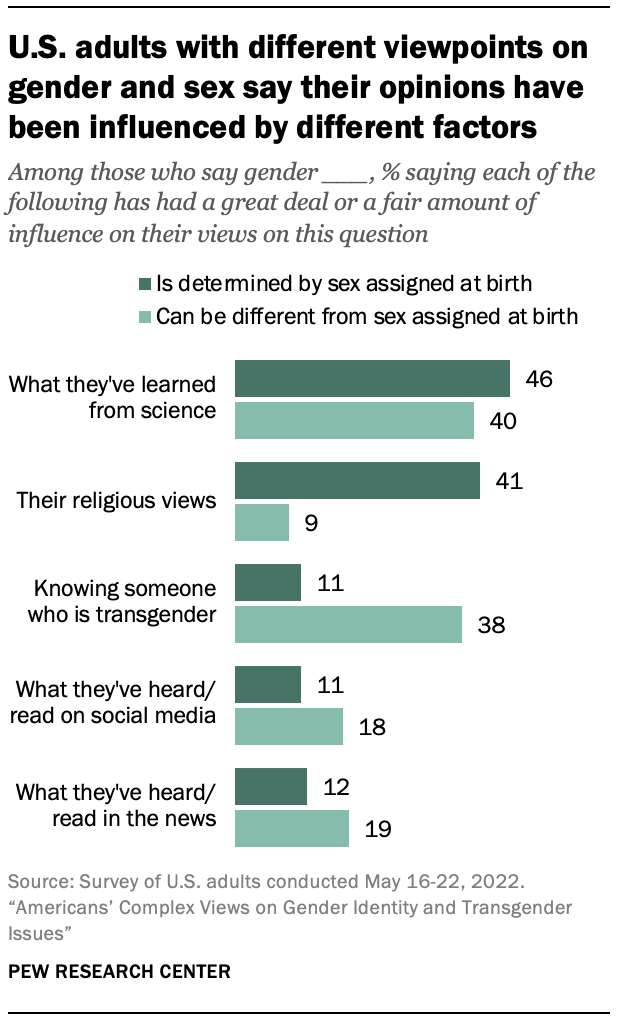 U.S. adults with different viewpoints on
gender and sex say their opinions have
been influenced by different factors
Among those who say gender ___, % saying each of the
following has had a great deal or a fair amount of
influence on their views on this question
Is determined by sex assigned at birth
Can be different from sex assigned at birth
What they've learned
from science
46
40
Their religious views
41
9
Knowing someone
who is transgender
11
38
What they've heard/
read on social media
11
18
What they've heard/
read in the news
12
19
Source: Survey of U.S. adults conducted May 16-22, 2022.
“Americans’ Complex Views on Gender Identity and Transgender
Issues”
PEW RESEARCH CENTER